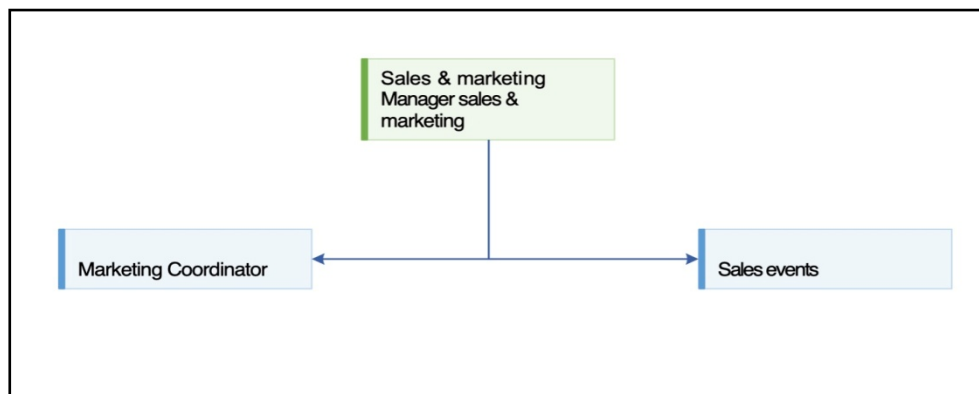 Sales & marketing
Manager sales &
marketing
Marketing Coordinator
Sales events